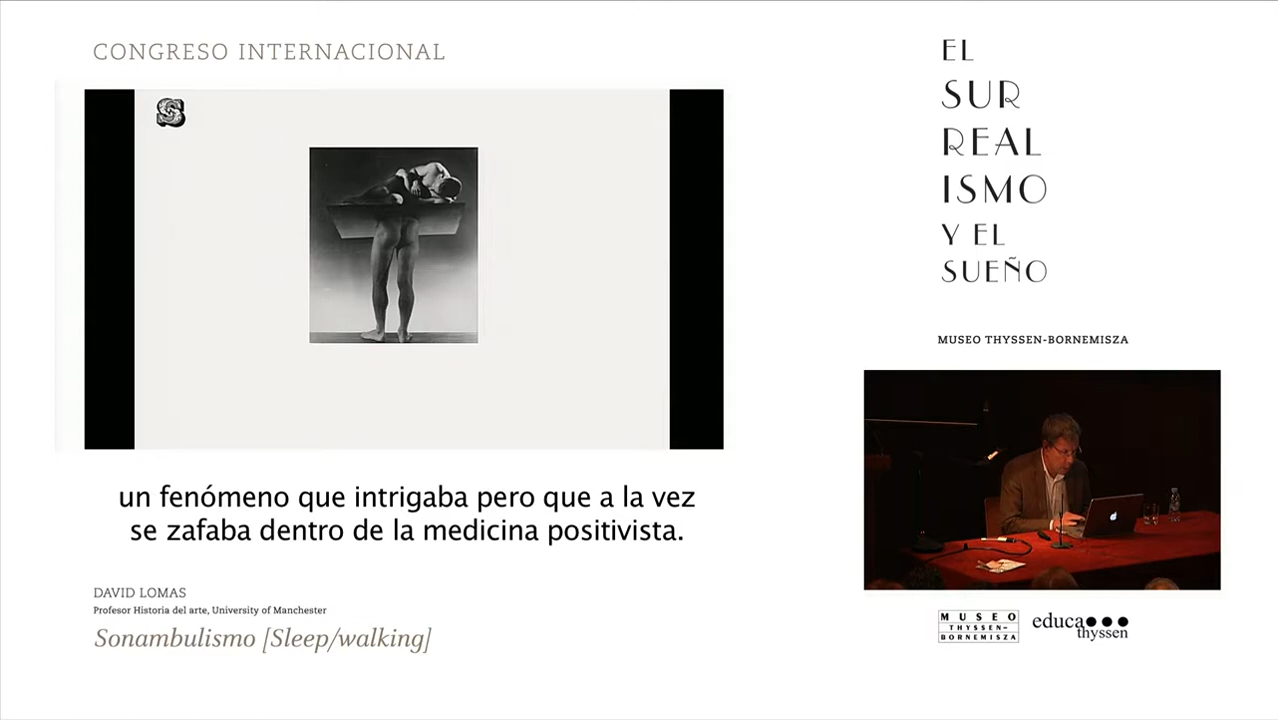 CONGRESO INTERNACIONAL
S
un fenómeno que intrigaba pero que a la vez
se zafaba dentro de la medicina positivista.
DAVID LOMAS
Profesor Historia del arte, University of Manchester
Sonambulismo [Sleep/walking]
EL
SUR
REAL
ISMO
Y EL
SUEÑO
MUSEO THYSSEN-BORNEMISZA
MUSEO
THYSSEN-
BORNEMISZA
educa
thyssen